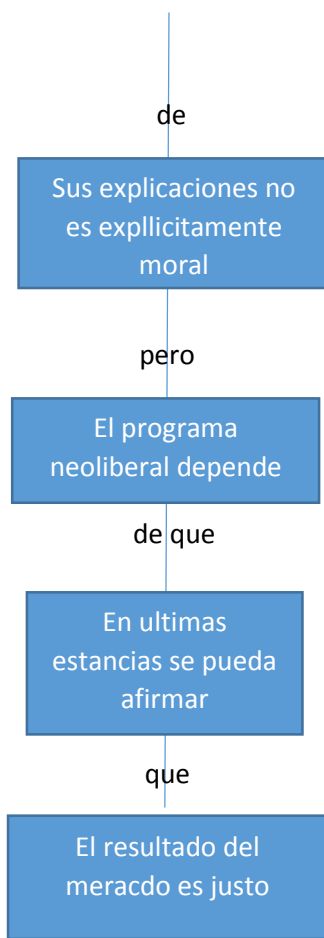 de
Sus explicaciones no
es expllicitamente
moral
pero
El programa
neoliberal depende
de que
En ultimas
estancias se pueda
afirmar
que
El resultado del
meracdo es justo